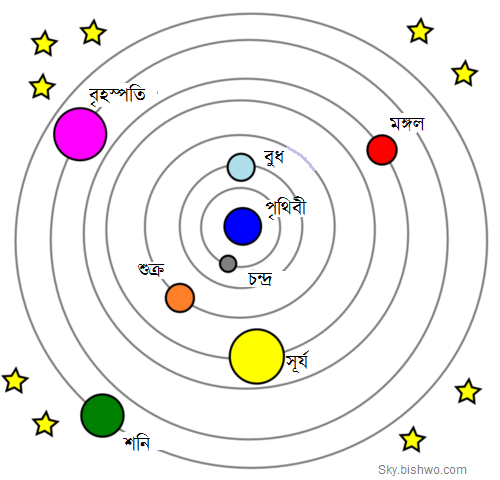 বৃহস্পতি
মঙ্গল
বুধ
পৃথিবী
শুক্র
চন্দ্র
সূর্য
শনি
Sky.bishwo.com